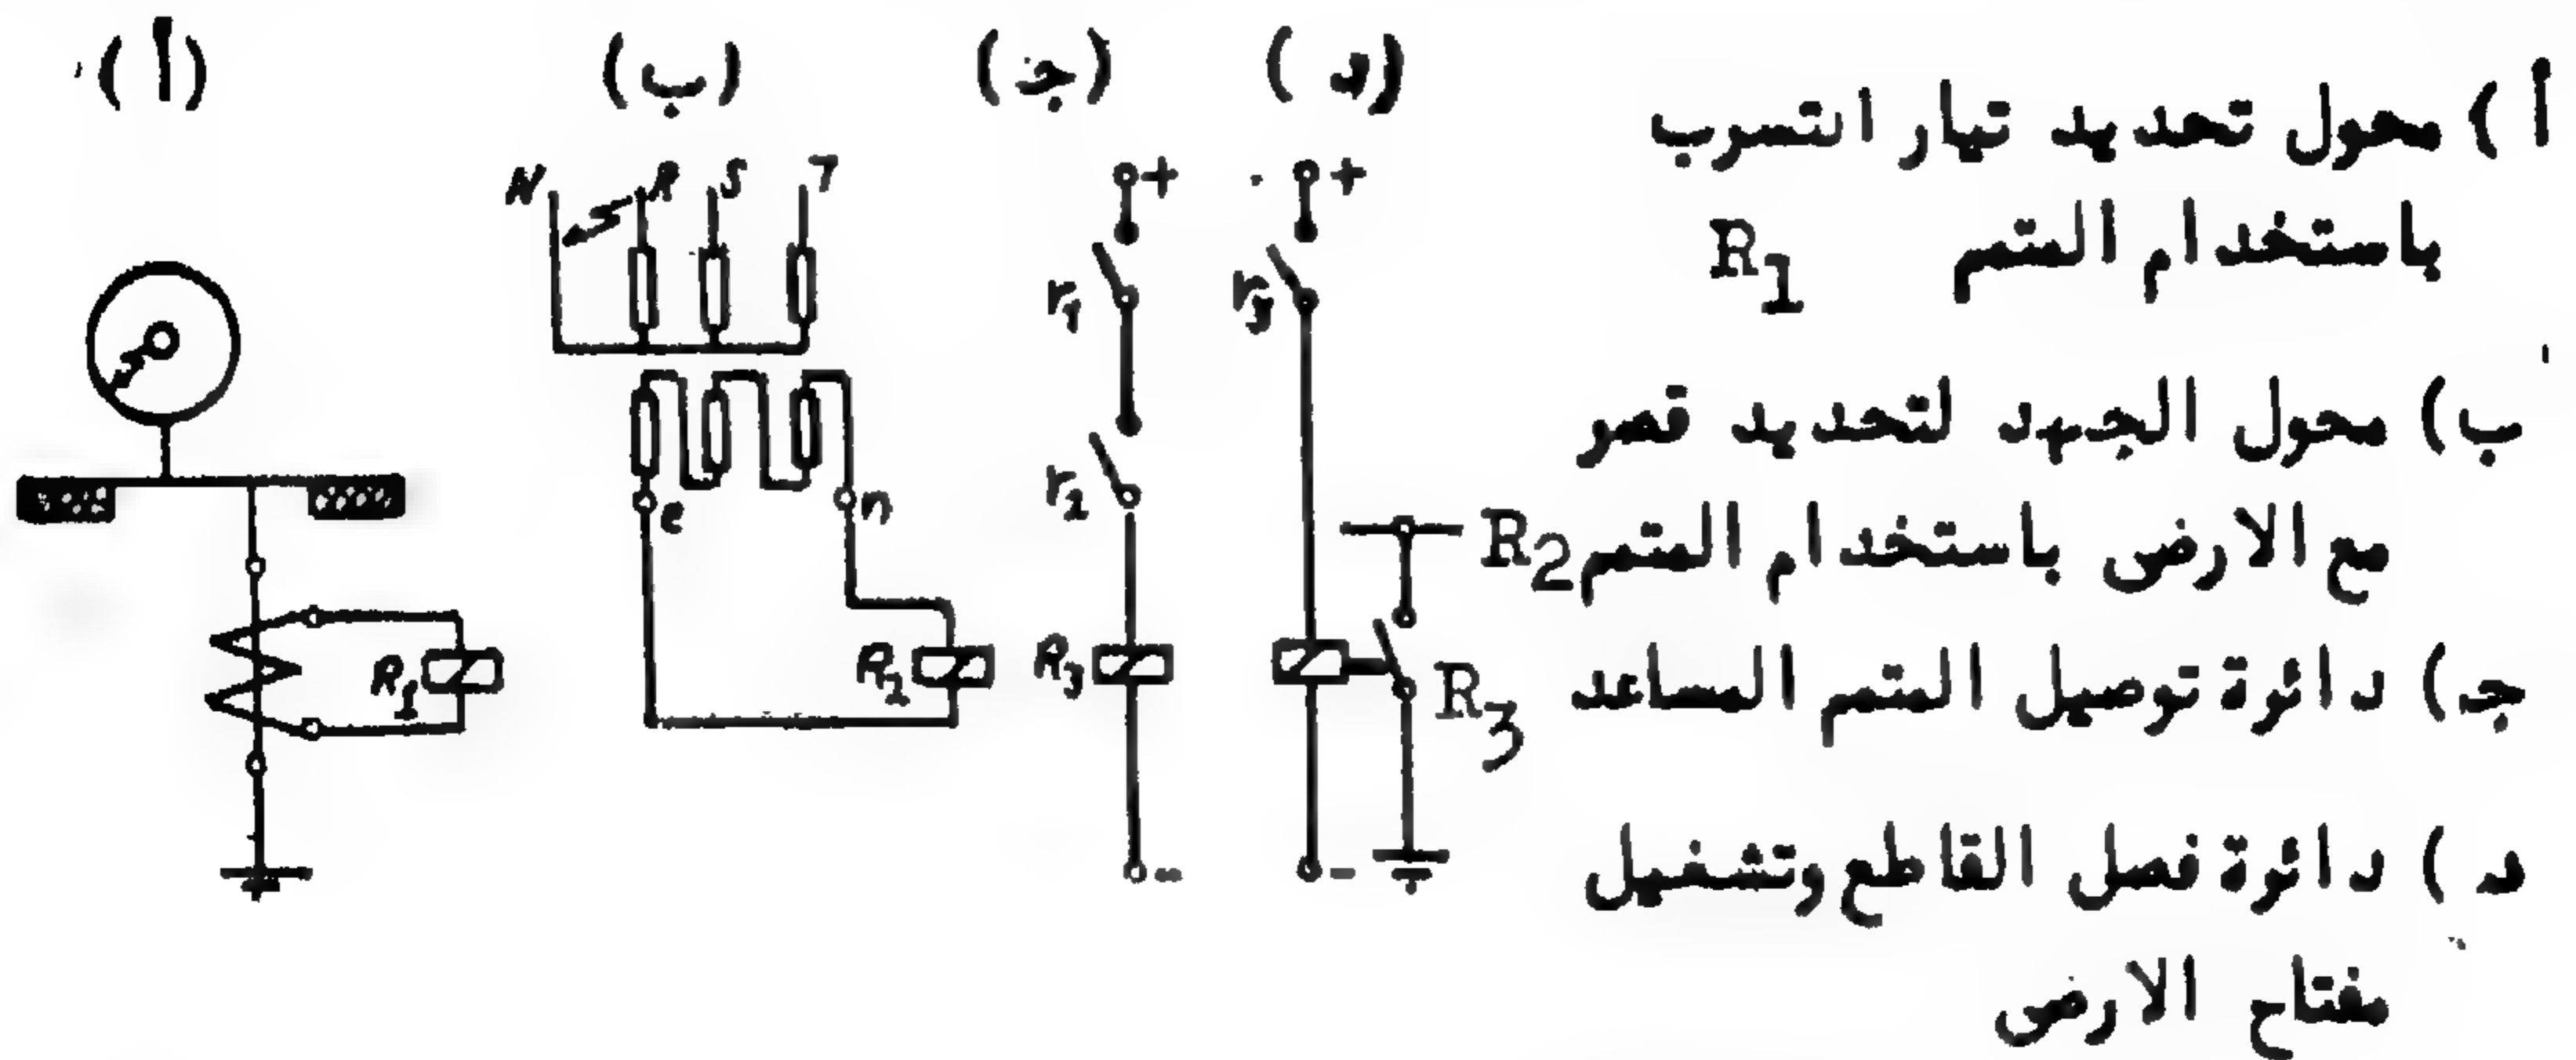 (أ) (ب) (ج) (د)
أ) محول تحديد تيار التسرب
باستخدام المتمم R1
ب) محول الجهد لتحديد قصر
مع الارض باستخدام المتمم R2
جـ) دائرة توصيل المتمم المساعد R3
د) دائرة فصل القاطع وتشغيل
مفتاح الارض
N R S T
+ +
r1 r3
e n r2
R1 R2 R3
- -